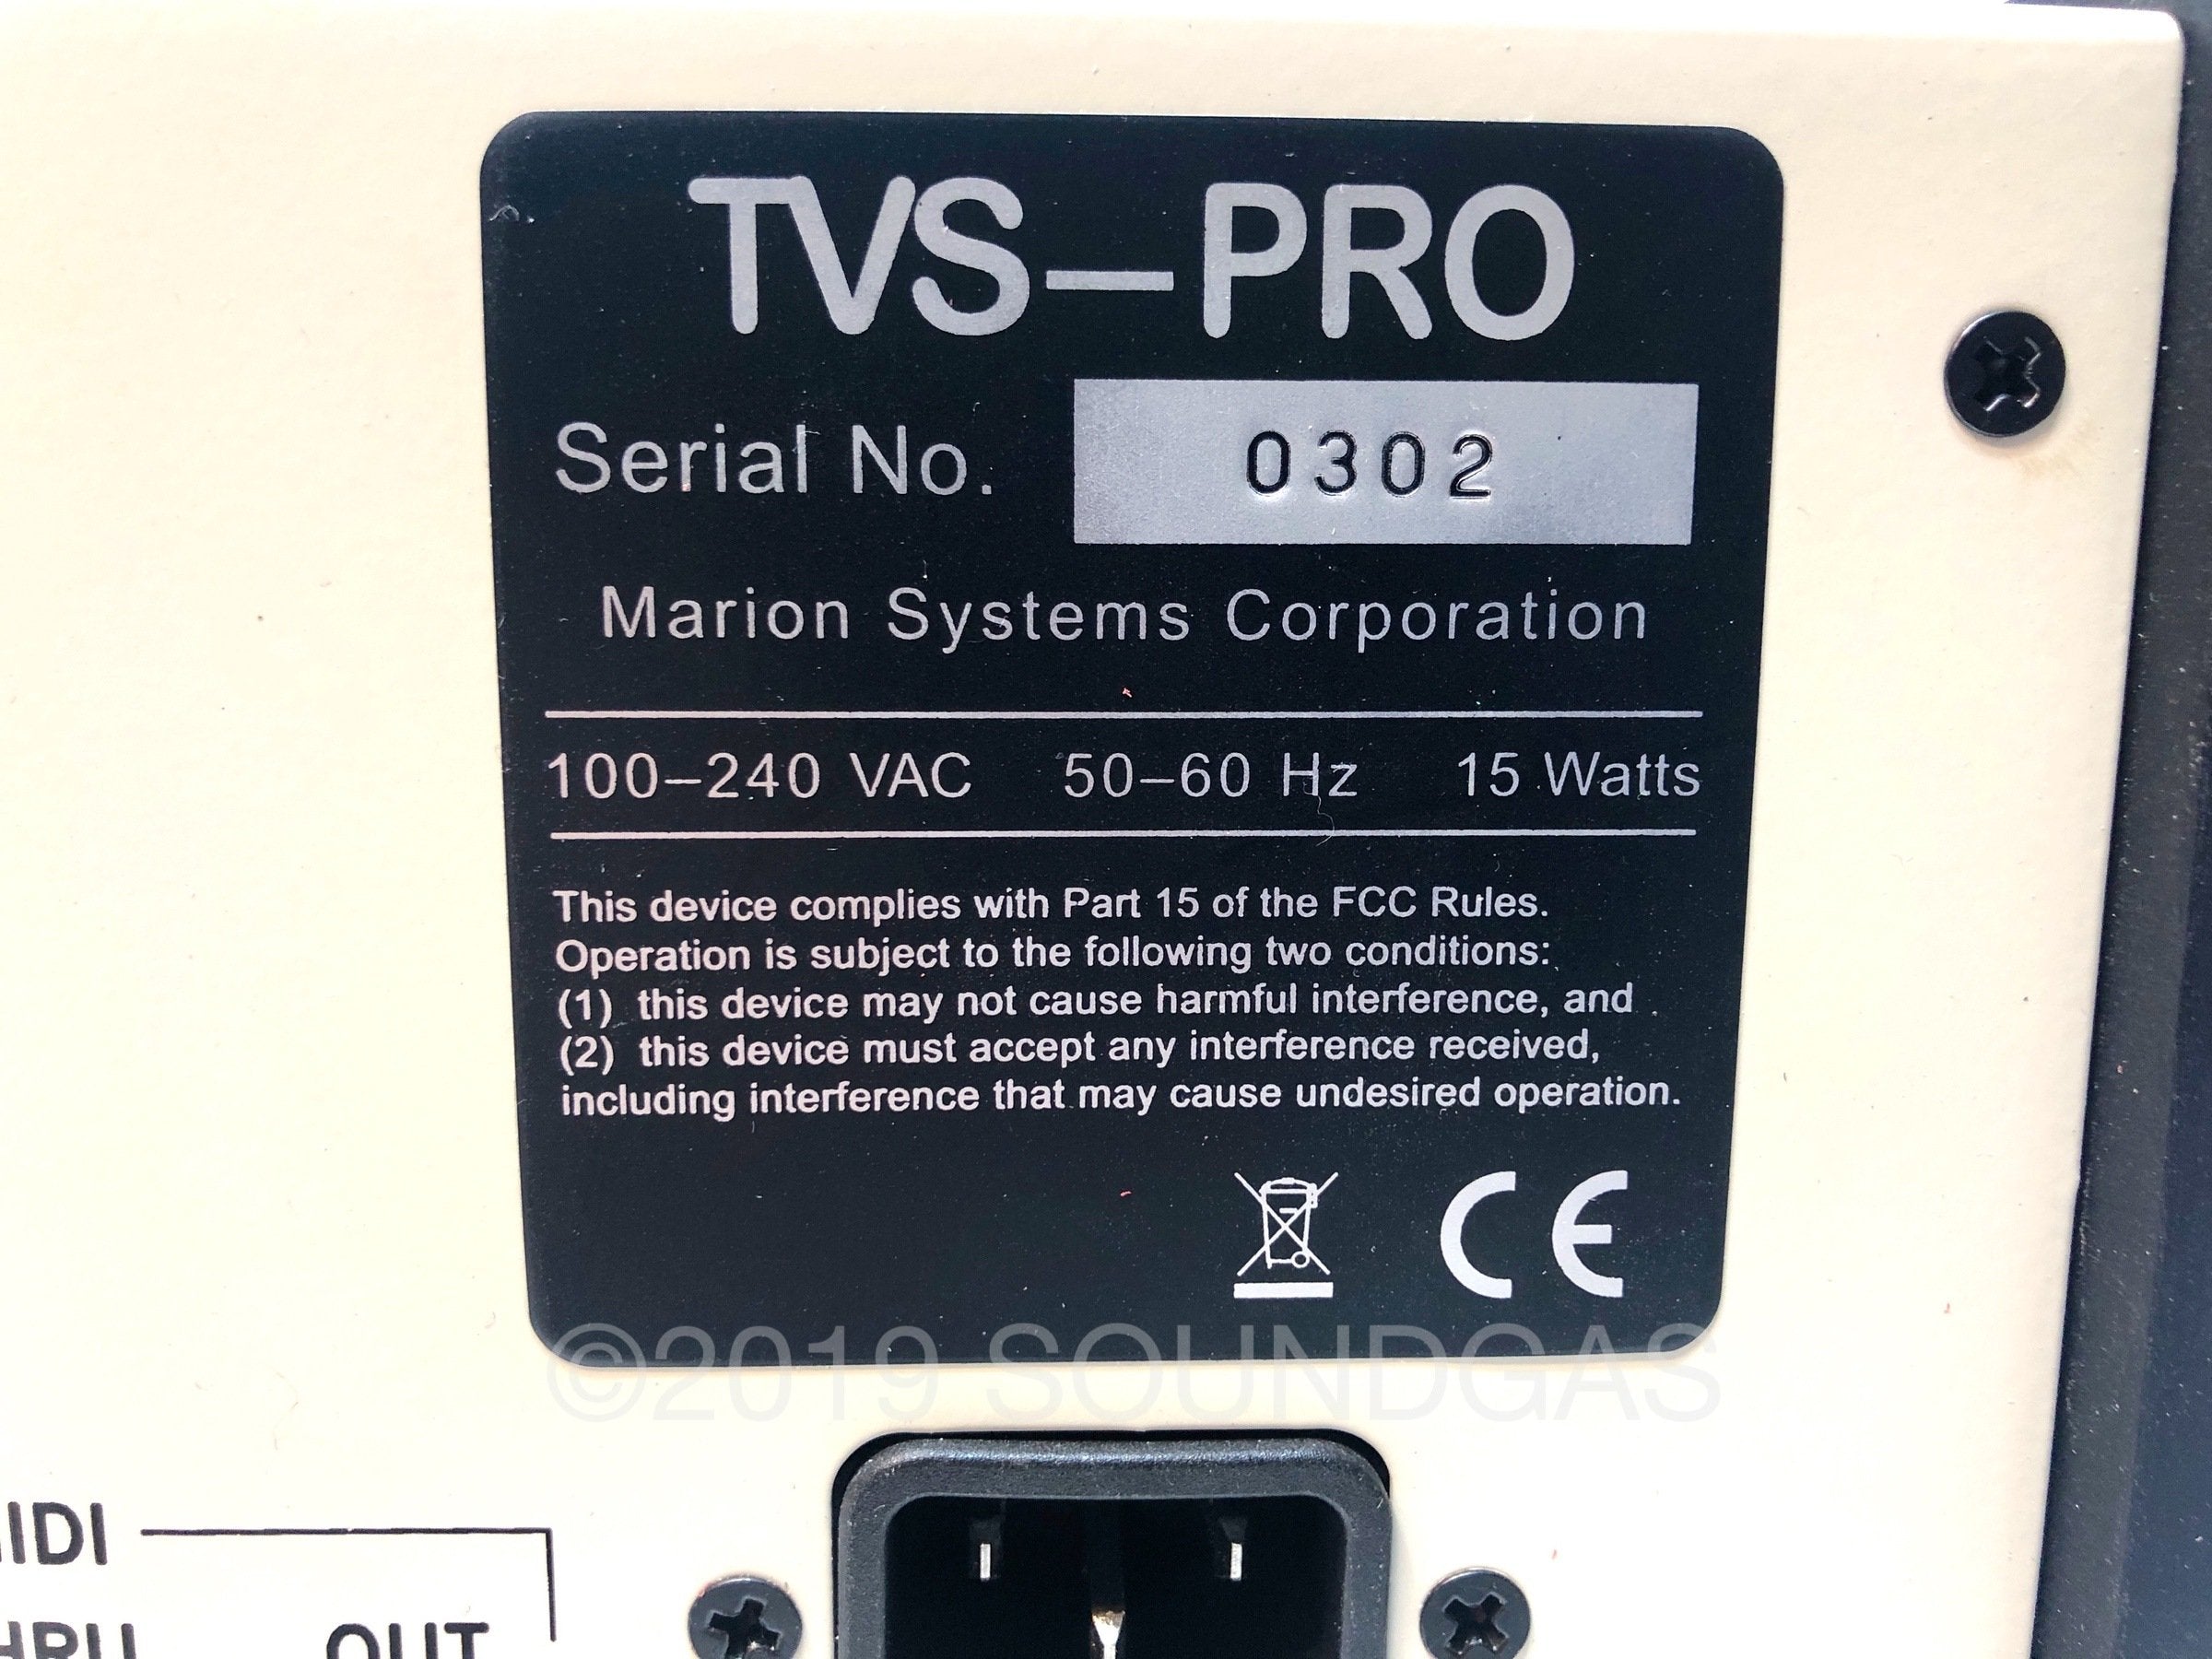 TVS–PRO
Serial No. 0302
Marion Systems Corporation
100–240 VAC 50–60 Hz 15 Watts
This device complies with Part 15 of the FCC Rules.
Operation is subject to the following two conditions:
(1) this device may not cause harmful interference, and
(2) this device must accept any interference received,
including interference that may cause undesired operation.
CE
©2019 SOUNDGAS
IDI
HRU OUT